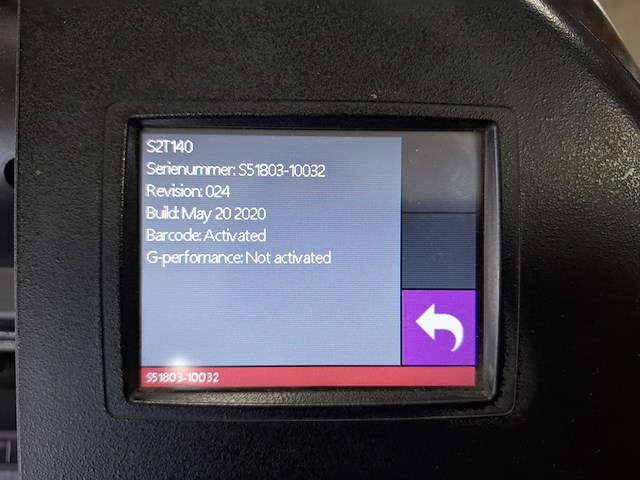 S2T140
Serienummer: S51803-10032
Revision: 024
Build: May 20 2020
Barcode: Activated
G-perfomance: Not activated
S51803-10032